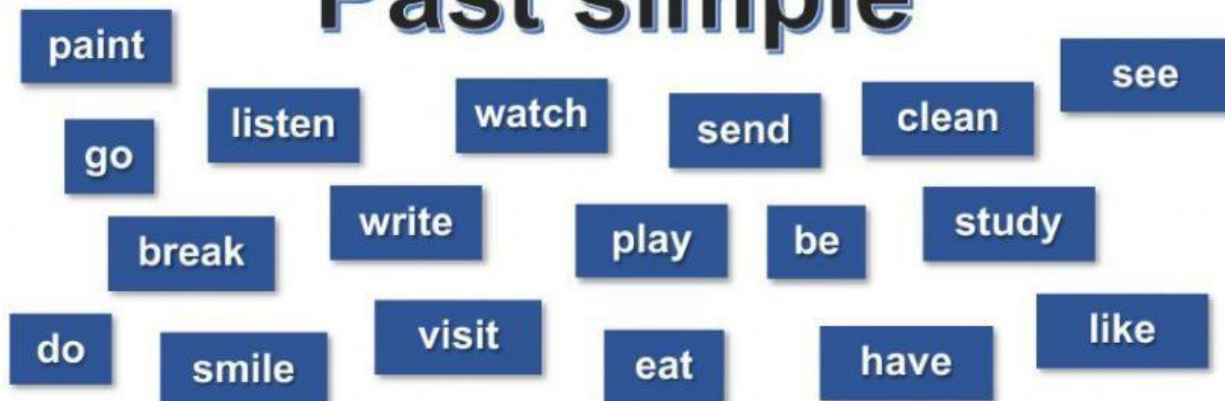 Past simple
paint
see
listen
watch
send
clean
go
write
play
be
study
break
do
smile
visit
eat
have
like